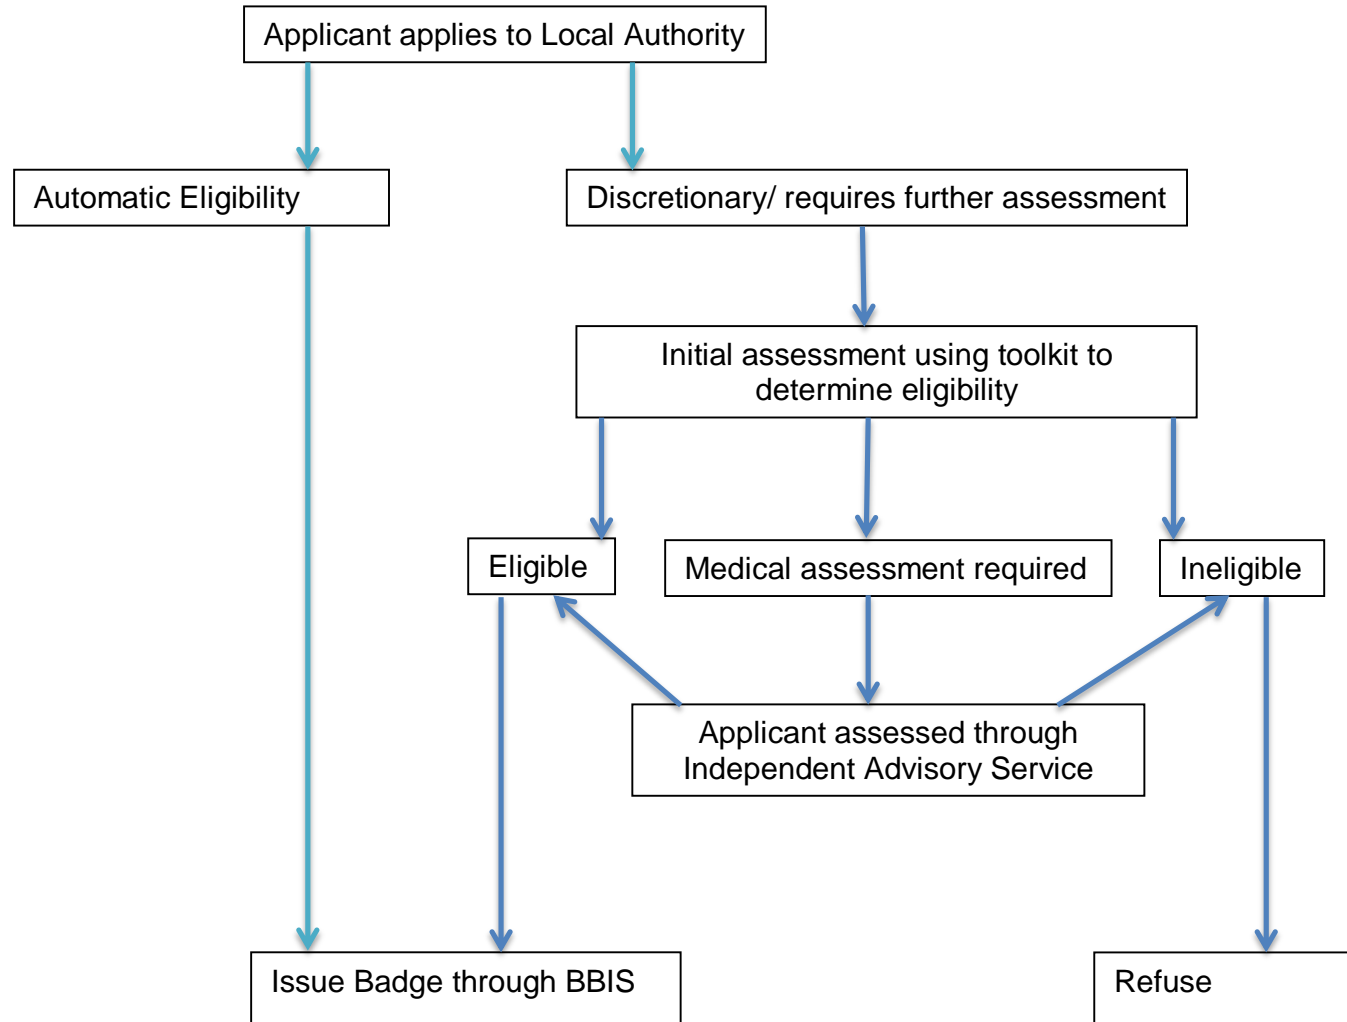 Applicant applies to Local Authority
Automatic Eligibility
Discretionary/ requires further assessment
Initial assessment using toolkit to
determine eligibility
Eligible
Medical assessment required
Ineligible
Applicant assessed through
Independent Advisory Service
Issue Badge through BBIS
Refuse